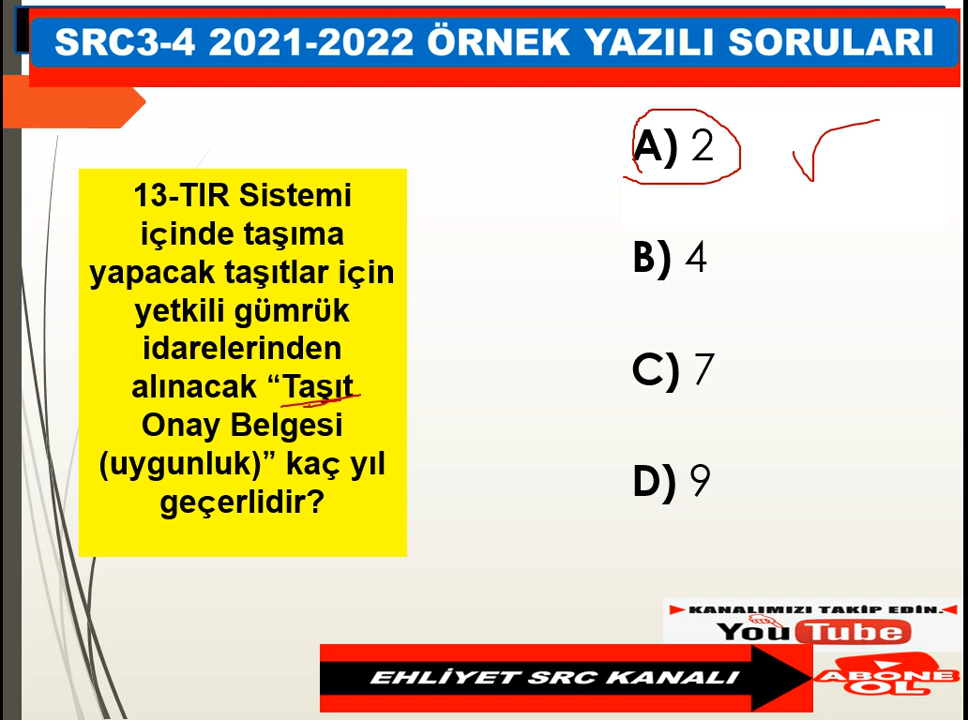 SRC3-4 2021-2022 ÖRNEK YAZILI SORULARI
13-TIR Sistemi
içinde taşıma
yapacak taşıtlar için
yetkili gümrük
idarelerinden
alınacak “Taşıt
Onay Belgesi
(uygunluk)” kaç yıl
geçerlidir?
A) 2
B) 4
C) 7
D) 9
KANALIMIZI TAKİP EDİN.
YouTube
EHLİYET SRC KANALI
ABONE
OL